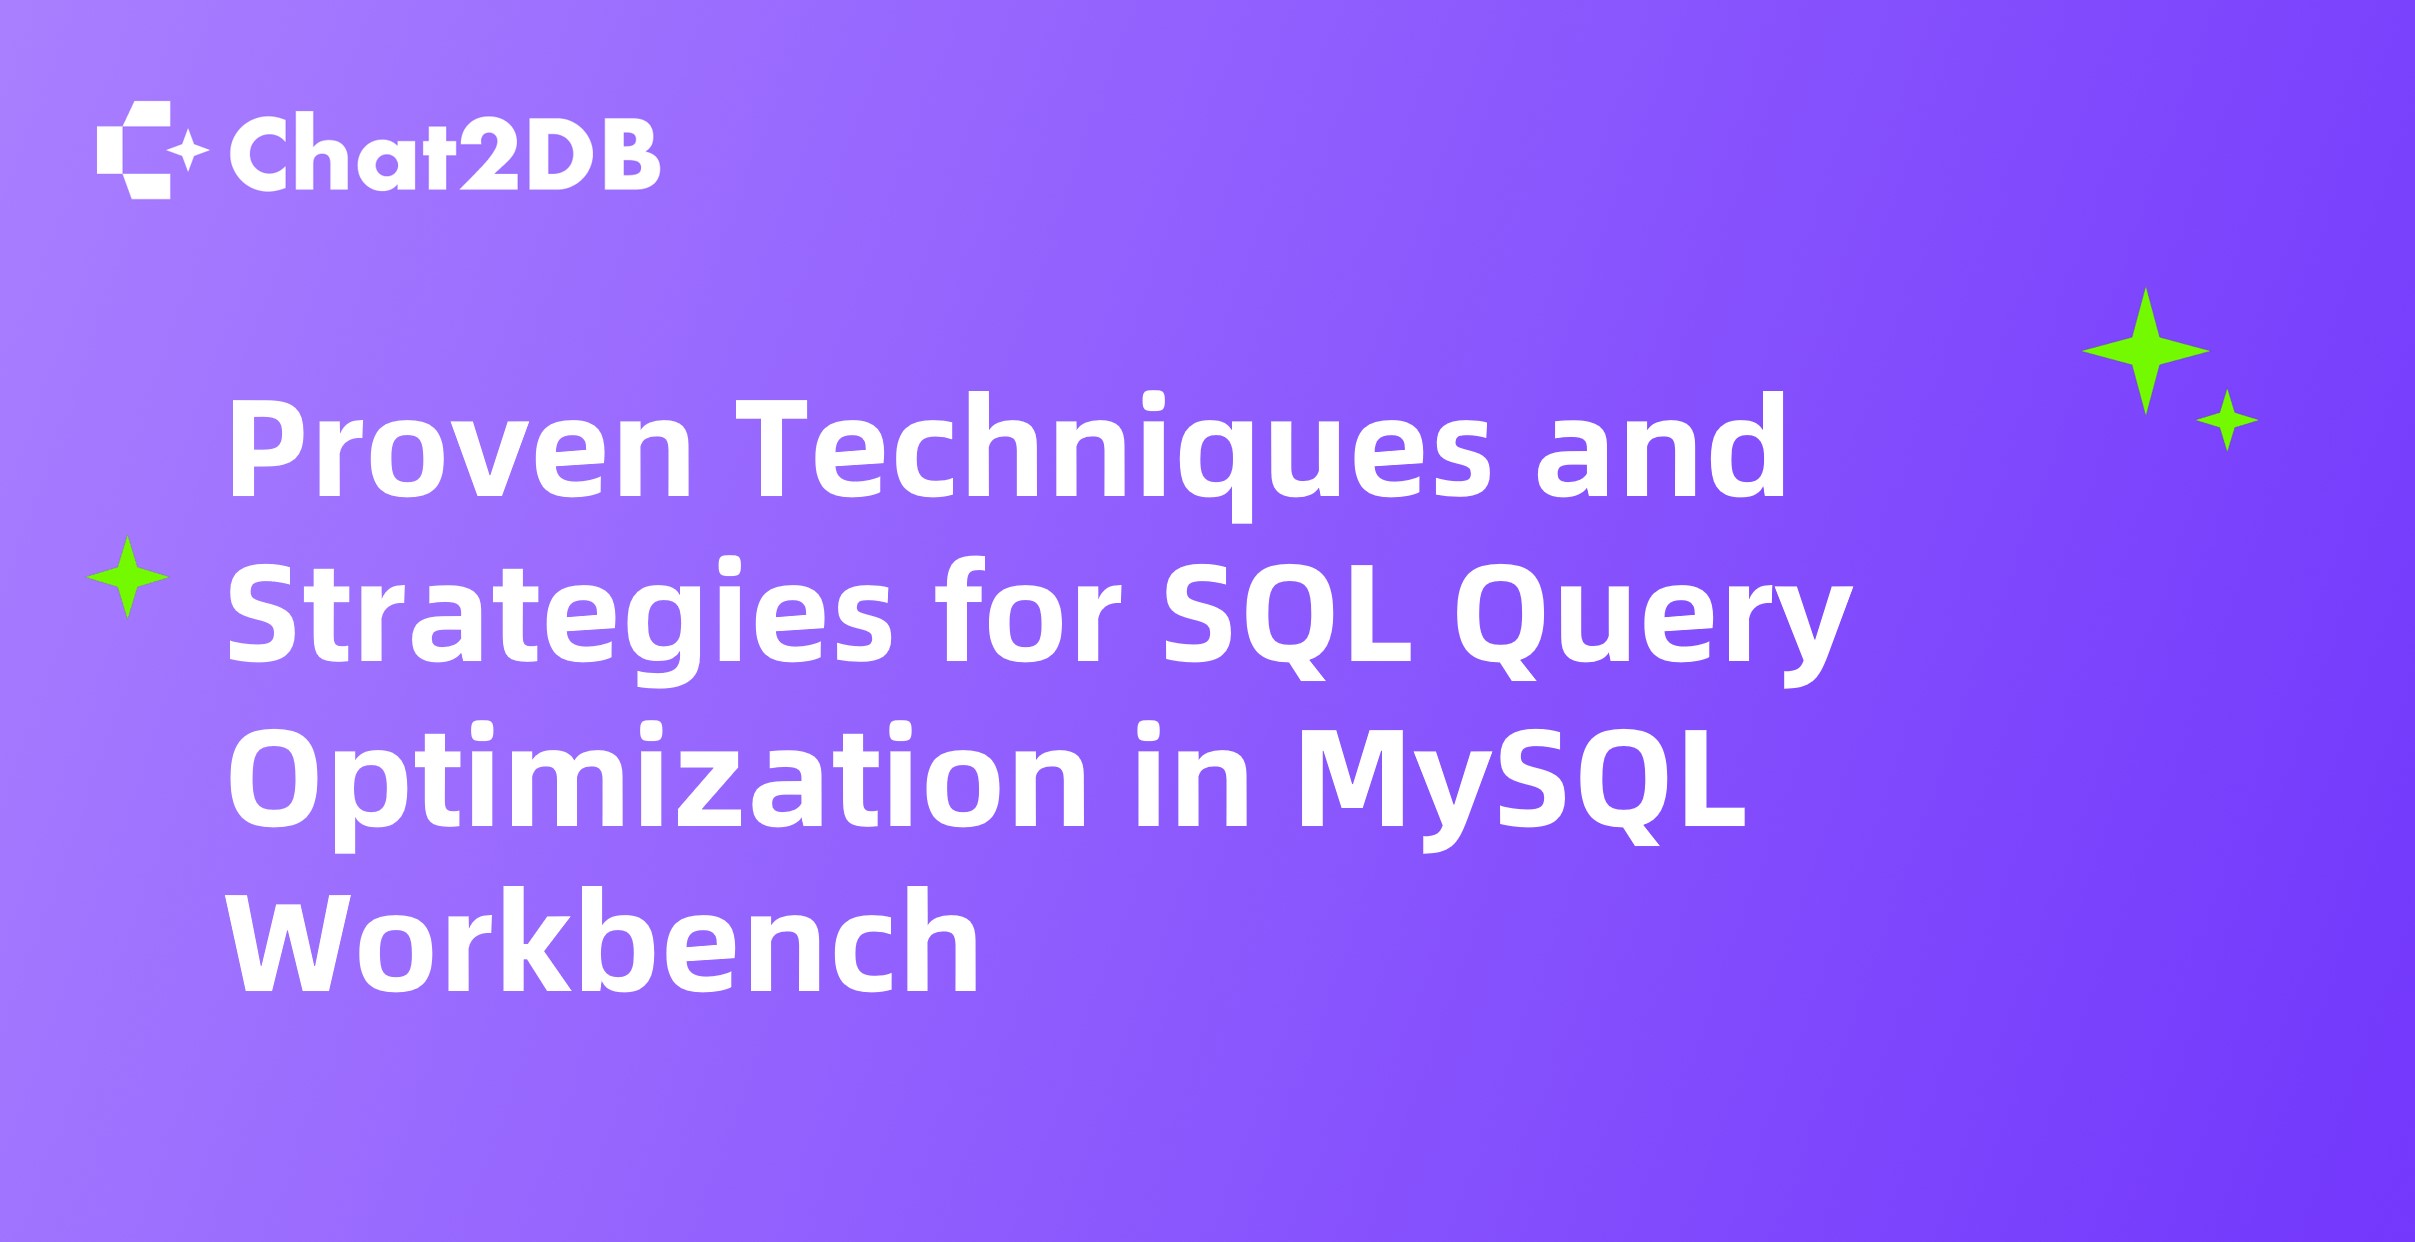 Chat2DB
Proven Techniques and
Strategies for SQL Query
Optimization in MySQL
Workbench